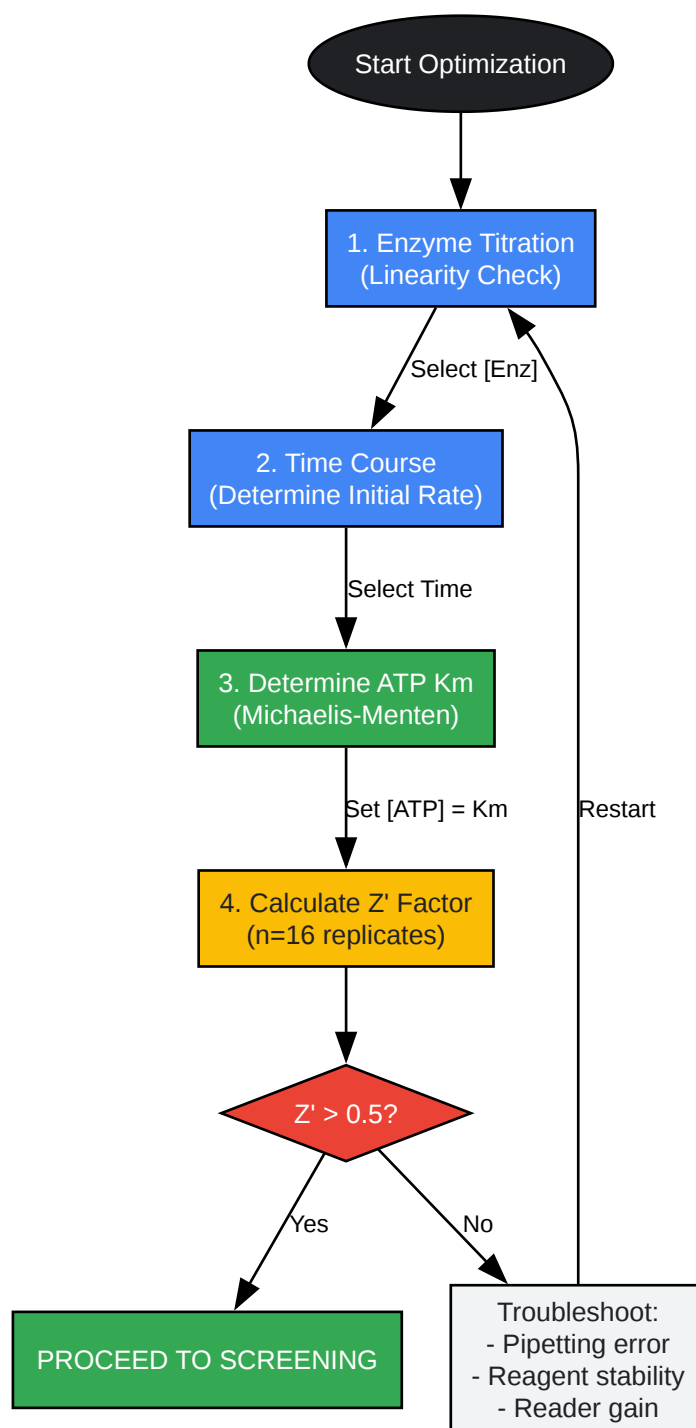 Start Optimization
1. Enzyme Titration
(Linearity Check)
Select [Enz]
2. Time Course
(Determine Initial Rate)
Select Time
3. Determine ATP Km
(Michaelis-Menten)
Set [ATP] = Km
Restart
4. Calculate Z' Factor
(n=16 replicates)
Z' > 0.5?
Yes
No
PROCEED TO SCREENING
Troubleshoot:
- Pipetting error
- Reagent stability
- Reader gain